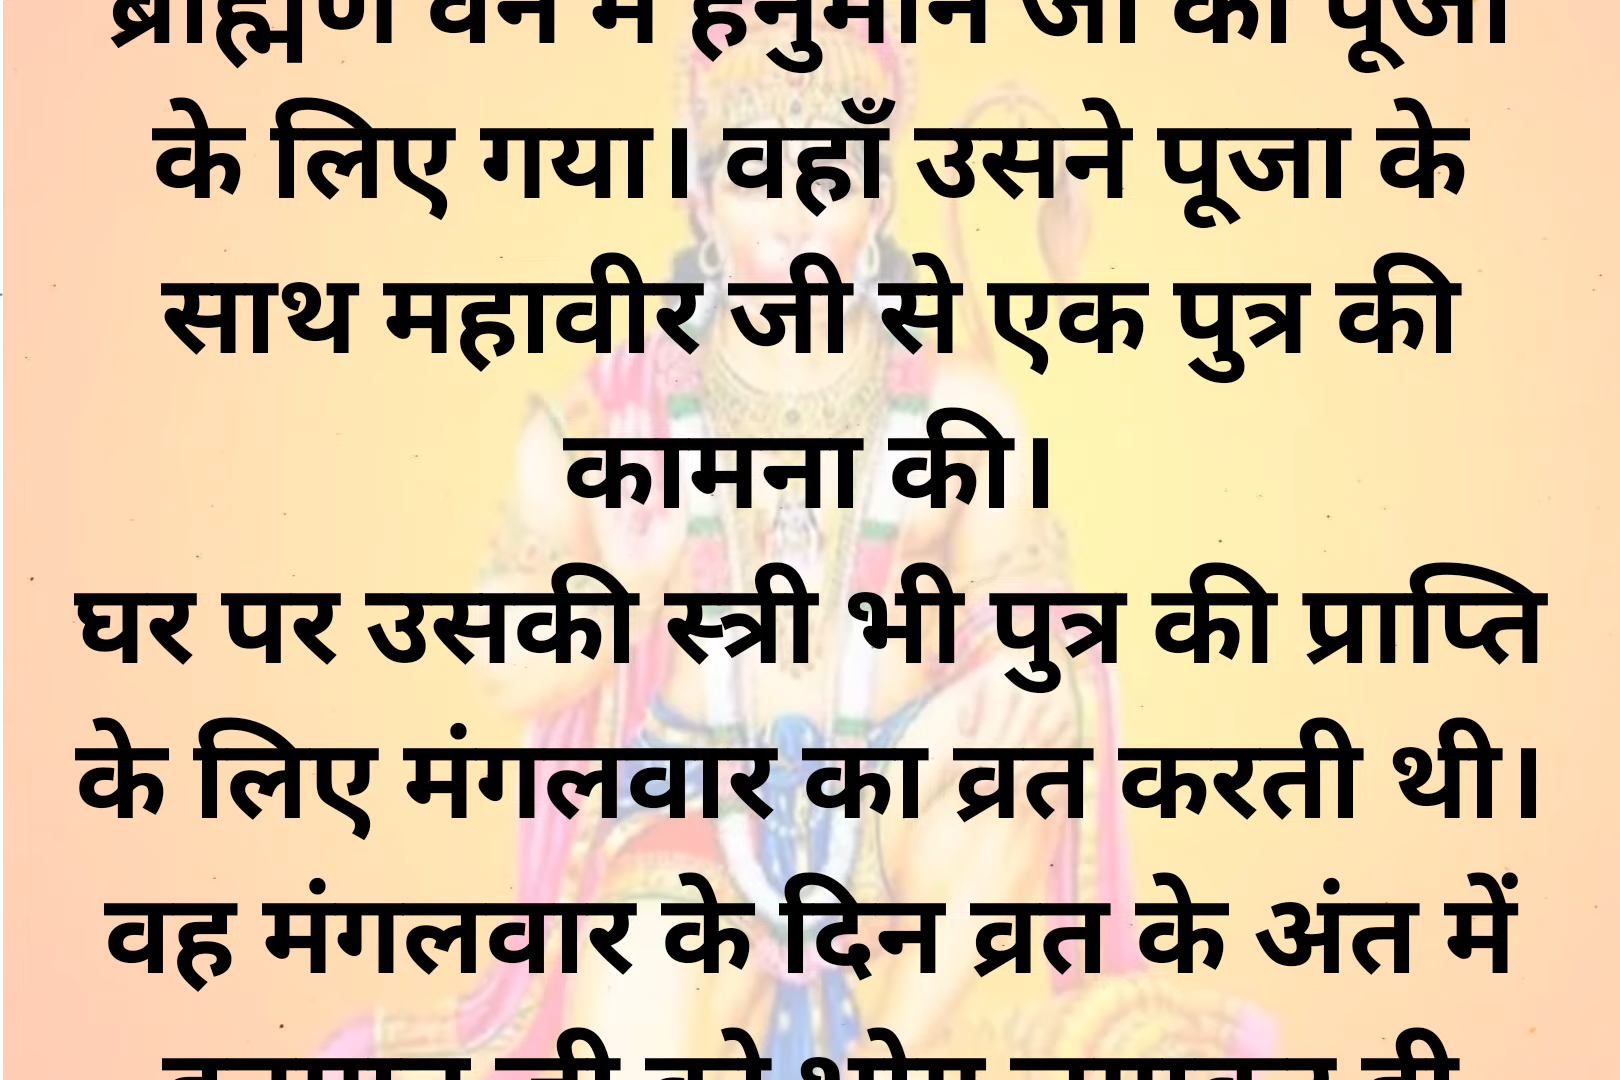 ब्राह्मण वन में हनुमान जी की पूजा
के लिए गया। वहाँ उसने पूजा के
साथ महावीर जी से एक पुत्र की
कामना की।
घर पर उसकी स्त्री भी पुत्र की प्राप्ति
के लिए मंगलवार का व्रत करती थी।
वह मंगलवार के दिन व्रत के अंत में